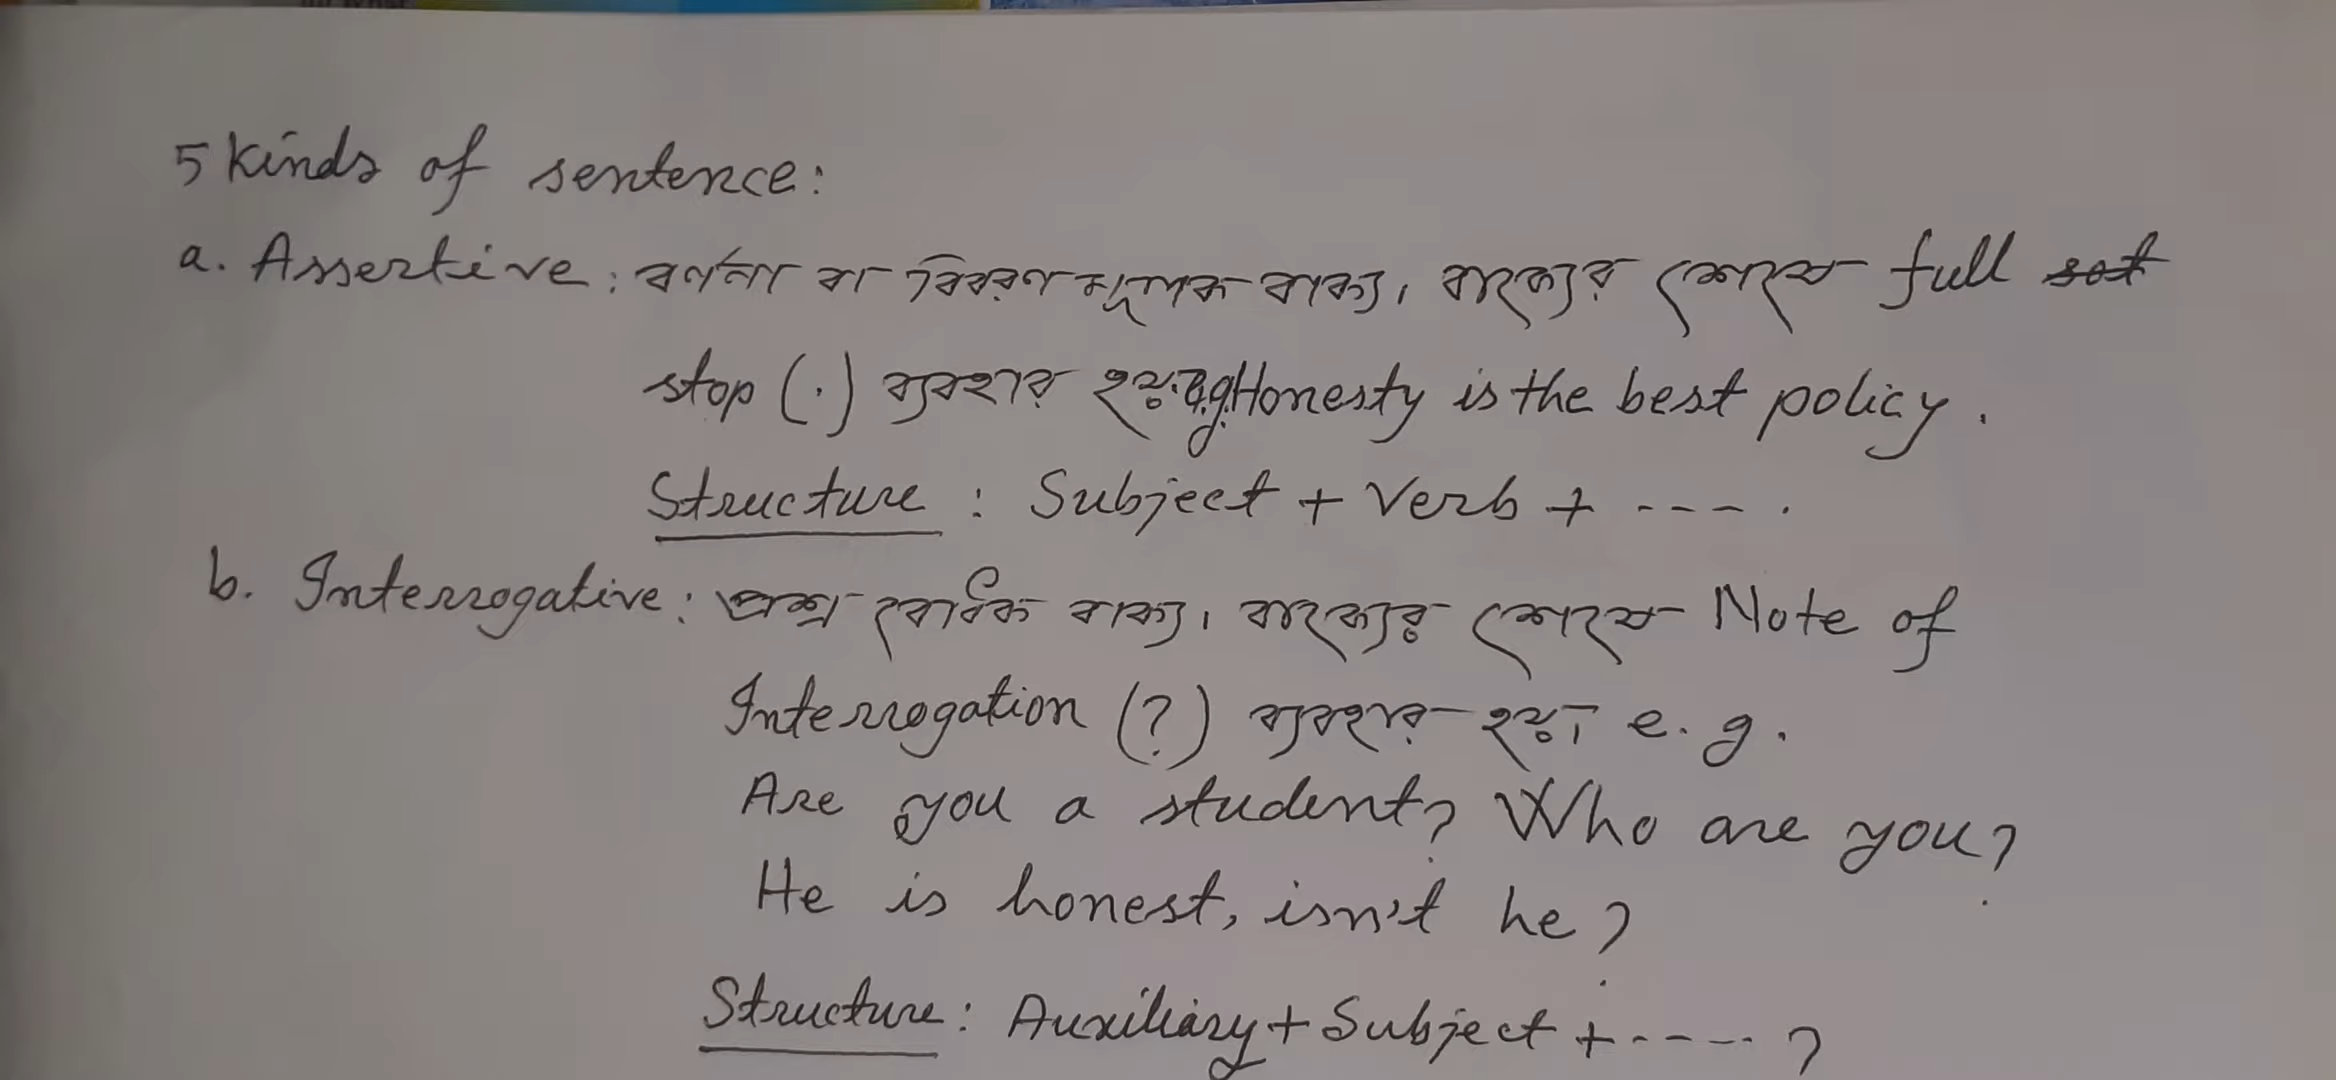 5 Kinds of sentence:
a. Assertive: বর্ণনা বা বিবরণ মূলক বাক্য, বাক্যের শেষে full
stop (.) ব্যবহার হয়. e.g. Honesty is the best policy.
Structure : Subject + Verb + ---- .
b. Interrogative: প্রশ্ন বোধক বাক্য, বাক্যের শেষে Note of
Interrogation (?) ব্যবহার হয়। e. g.
Are you a student? Who are you?
He is honest, isn't he?
Structure: Auxiliary + Subject + ----- ?